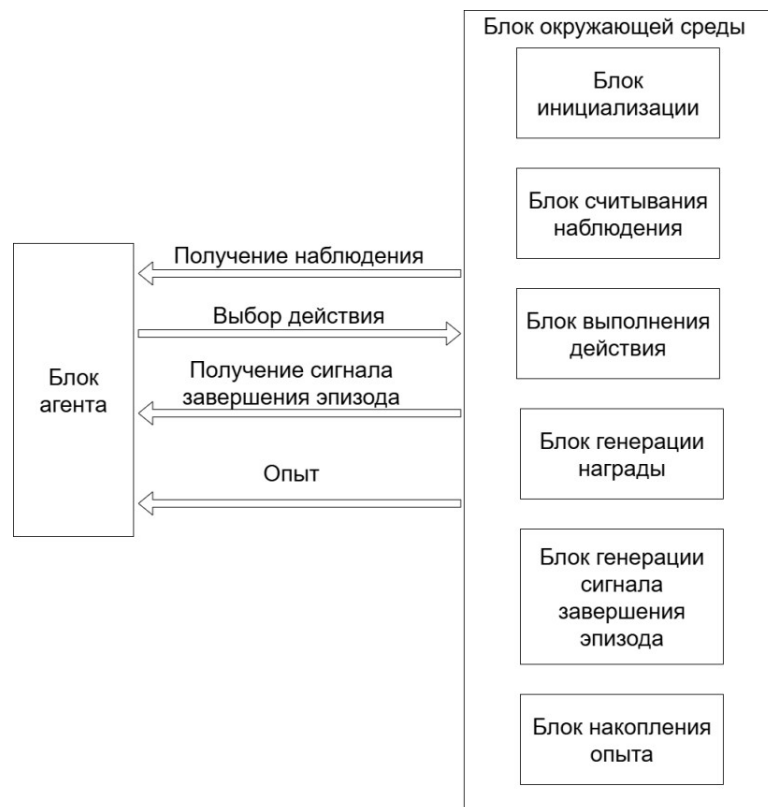 Блок окружающей среды
Блок
инициализации
Блок считывания
наблюдения
Получение наблюдения
Выбор действия
Блок выполнения
действия
Блок
агента
Получение сигнала
завершения эпизода
Блок генерации
награды
Опыт
Блок генерации
сигнала
завершения
эпизода
Блок накопления
опыта